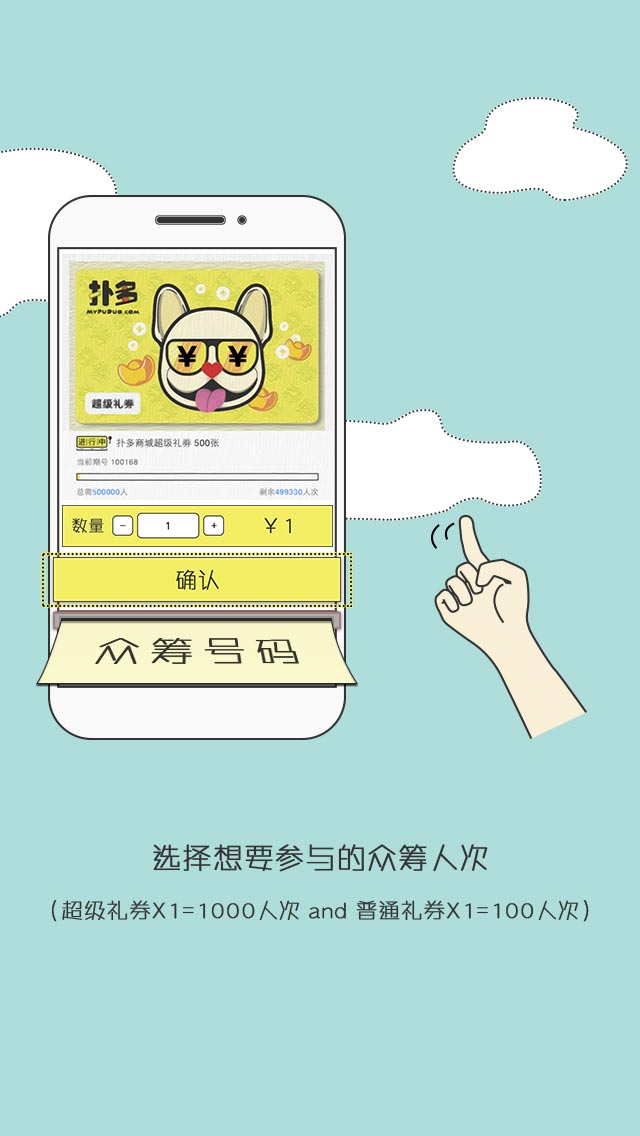 扑多
MYPUDUO.COM
¥ ¥
超级礼券
进行中 扑多商城超级礼券 500张
当前期号 100168
总需500000人 剩余499330人次
数量 − 1 + ¥ 1
确认
众筹号码
選择想要参与的众筹人次
（超级礼券X1=1000人次 and 普通礼券X1=100人次）